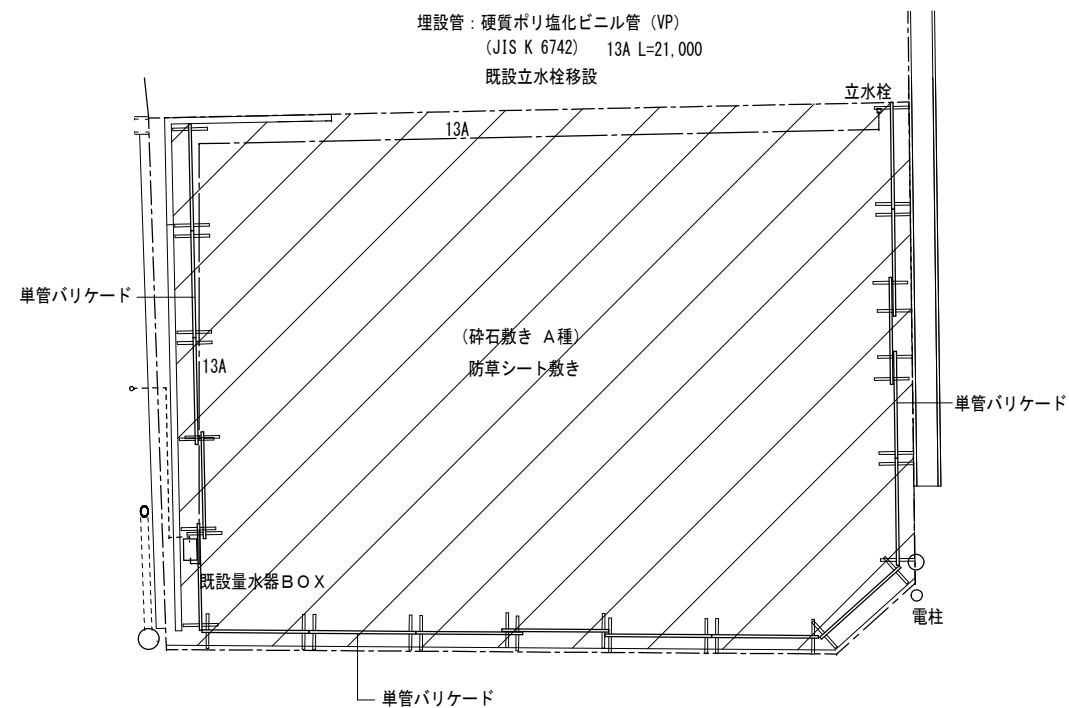 埋設管：硬質ポリ塩化ビニル管（VP）
(JIS K 6742)　13A L=21,000
既設立水栓移設
立水栓
13A
単管バリケード
（砕石敷き　A種）
防草シート敷き
13A
単管バリケード
既設量水器ＢＯＸ
電柱
単管バリケード